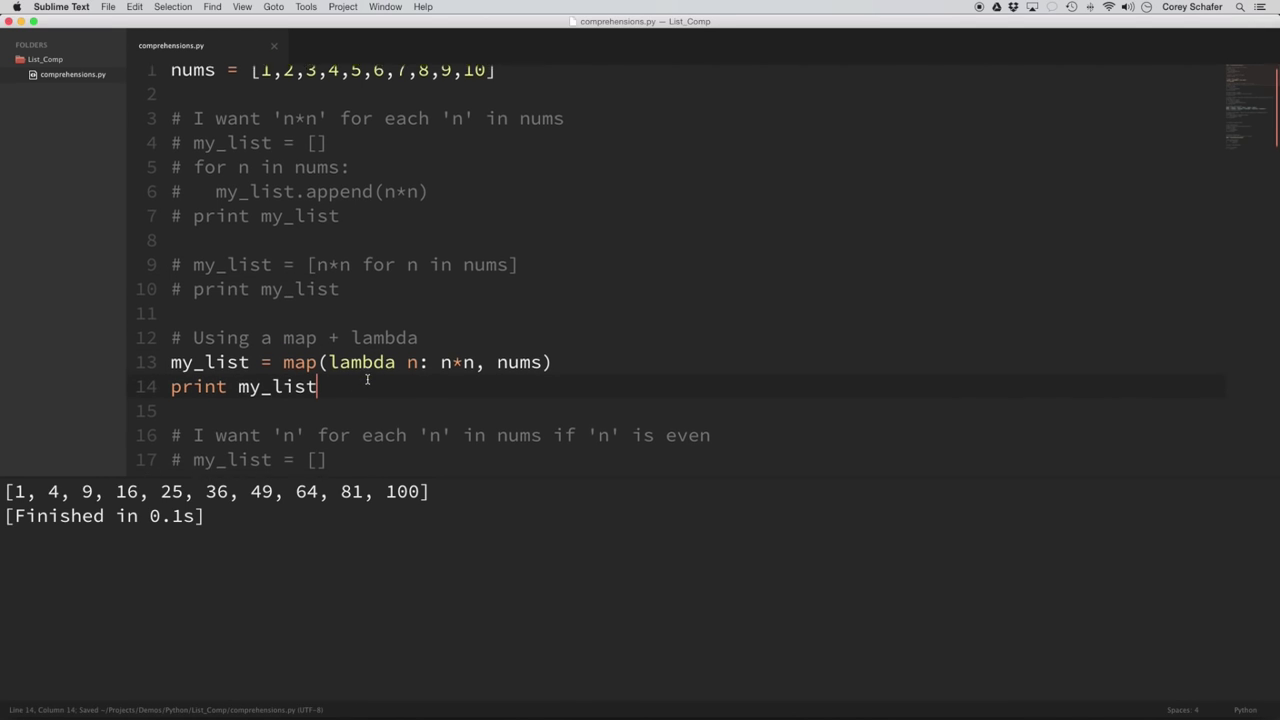 Sublime Text File Edit Selection Find View Goto Tools Project Window Help Corey Schafer
comprehensions.py — List_Comp
FOLDERS
List_Comp
comprehensions.py
comprehensions.py
1 nums = [1,2,3,4,5,6,7,8,9,10]
2
3 # I want 'n*n' for each 'n' in nums
4 # my_list = []
5 # for n in nums:
6 #   my_list.append(n*n)
7 # print my_list
8
9 # my_list = [n*n for n in nums]
10 # print my_list
11
12 # Using a map + lambda
13 my_list = map(lambda n: n*n, nums)
14 print my_list
15
16 # I want 'n' for each 'n' in nums if 'n' is even
17 # my_list = []
[1, 4, 9, 16, 25, 36, 49, 64, 81, 100]
[Finished in 0.1s]
Line 14, Column 14; Saved ~/Projects/Demos/Python/List_Comp/comprehensions.py (UTF-8) Spaces: 4 Python